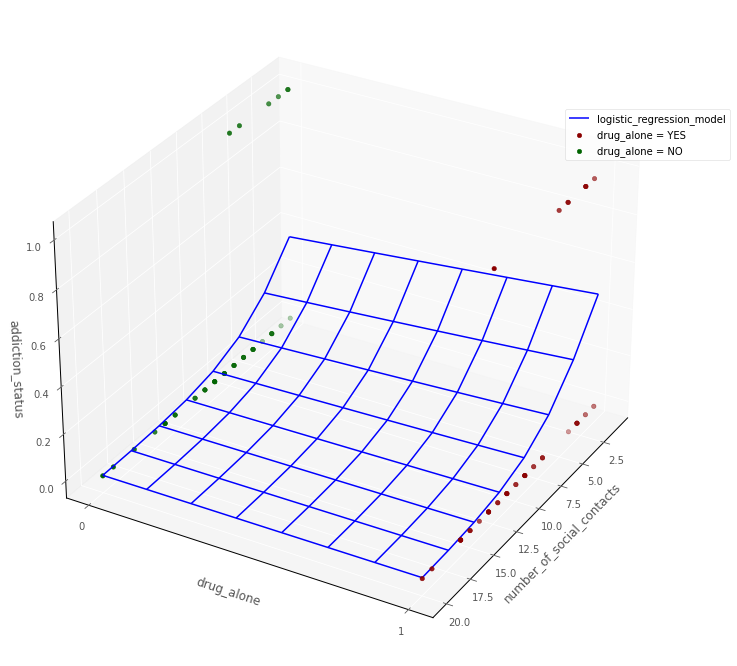 logistic_regression_model
drug_alone = YES
drug_alone = NO
1.0
0.8
0.6
0.4
0.2
0.0
addiction_status
0
1
drug_alone
2.5
5.0
7.5
10.0
12.5
15.0
17.5
20.0
number_of_social_contacts